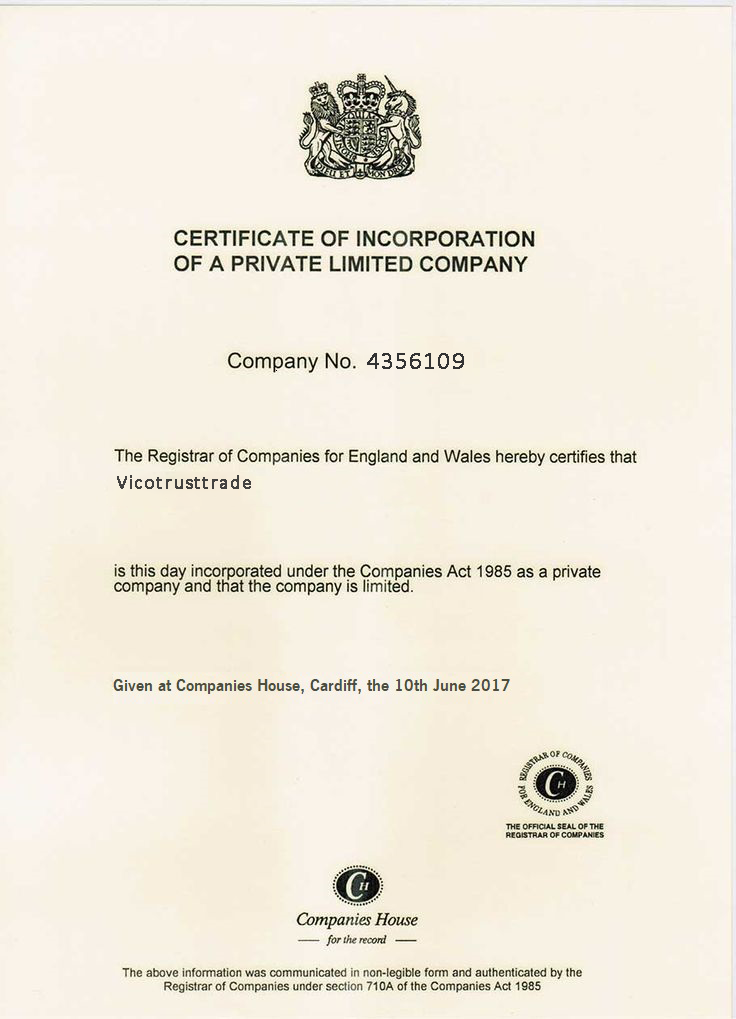 DIEU ET MON DROIT
CERTIFICATE OF INCORPORATION
OF A PRIVATE LIMITED COMPANY
Company No. 4356109
The Registrar of Companies for England and Wales hereby certifies that
Vicotrusttrade
is this day incorporated under the Companies Act 1985 as a private
company and that the company is limited.
Given at Companies House, Cardiff, the 10th June 2017
REGISTRAR OF COMPANIES
FOR ENGLAND AND WALES
CH
THE OFFICIAL SEAL OF THE
REGISTRAR OF COMPANIES
CH
Companies House
for the record
The above information was communicated in non-legible form and authenticated by the
Registrar of Companies under section 710A of the Companies Act 1985